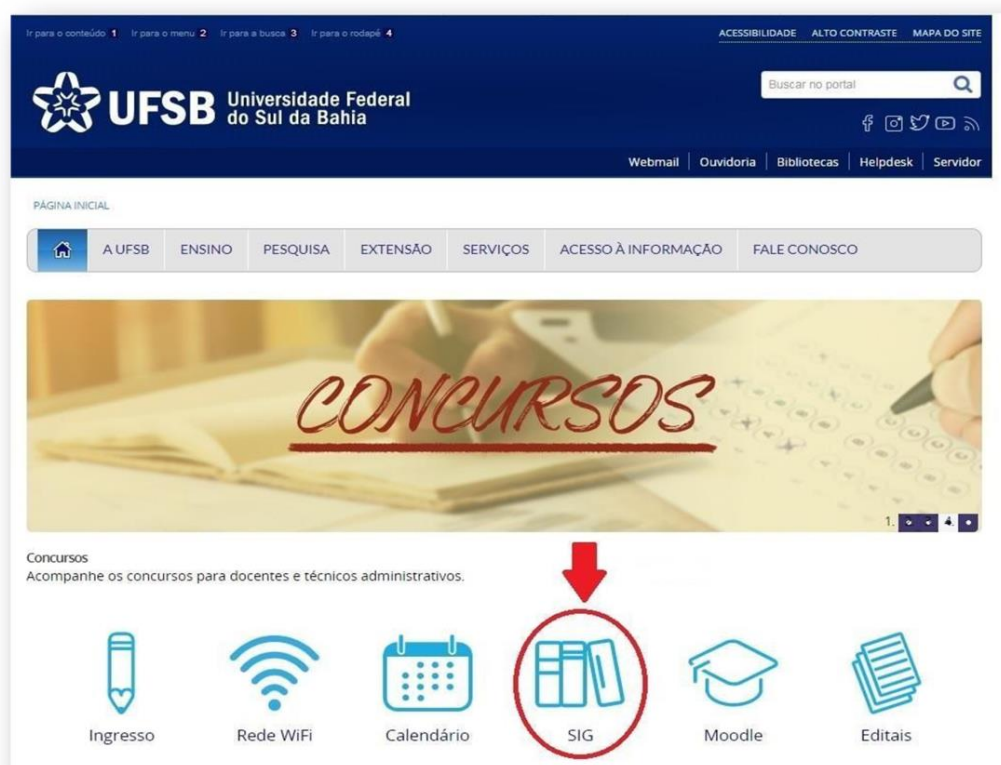 Ir para o conteúdo 1 Ir para o menu 2 Ir para a busca 3 Ir para o rodapé 4
ACESSIBILIDADE ALTO CONTRASTE MAPA DO SITE
UFSB Universidade Federal
do Sul da Bahia
Buscar no portal
Webmail Ouvidoria Bibliotecas Helpdesk Servidor
PÁGINA INICIAL
A UFSB ENSINO PESQUISA EXTENSÃO SERVIÇOS ACESSO À INFORMAÇÃO FALE CONOSCO
CONCURSOS
1. 4.
Concursos
Acompanhe os concursos para docentes e técnicos administrativos.
Ingresso Rede WiFi Calendário SIG Moodle Editais